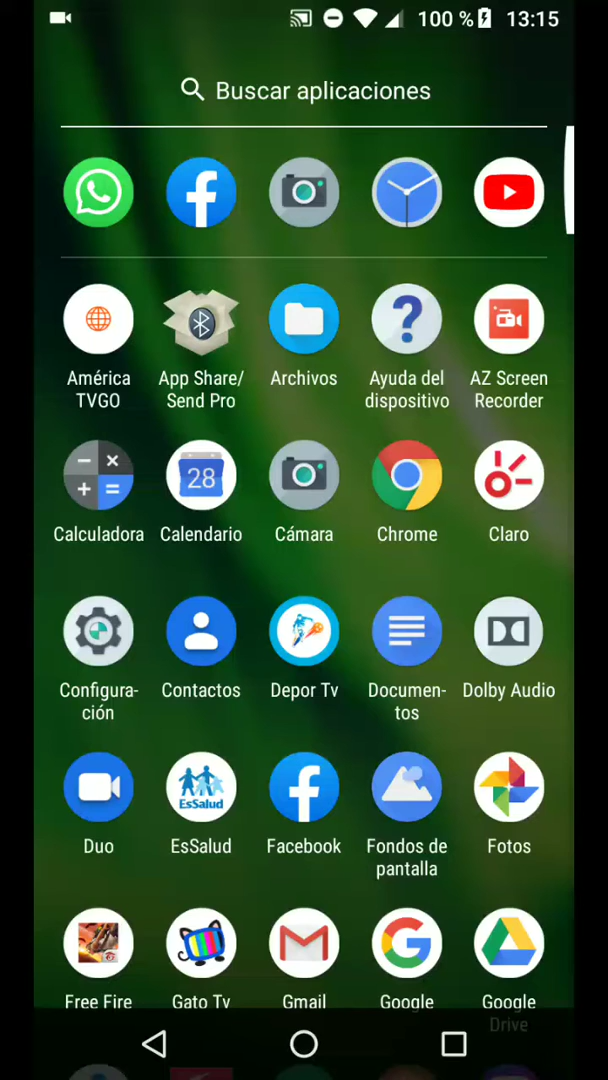 100 % 13:15
Buscar aplicaciones
América
TVGO
App Share/
Send Pro
Archivos
Ayuda del
dispositivo
AZ Screen
Recorder
Calculadora
28
Calendario
Cámara
Chrome
Claro
Configura-
ción
Contactos
Depor Tv
Documen-
tos
Dolby Audio
Duo
EsSalud
EsSalud
Facebook
Fondos de
pantalla
Fotos
Free Fire
Gato Tv
Gmail
Google
Google
Drive